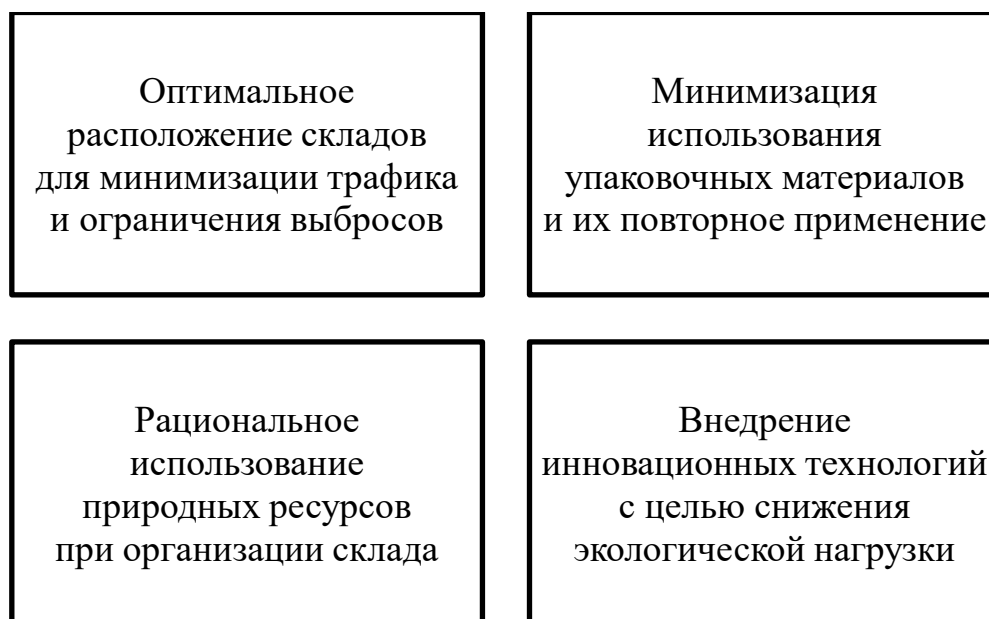 Оптимальное
расположение складов
для минимизации трафика
и ограничения выбросов
Минимизация
использования
упаковочных материалов
и их повторное применение
Рациональное
использование
природных ресурсов
при организации склада
Внедрение
инновационных технологий
с целью снижения
экологической нагрузки